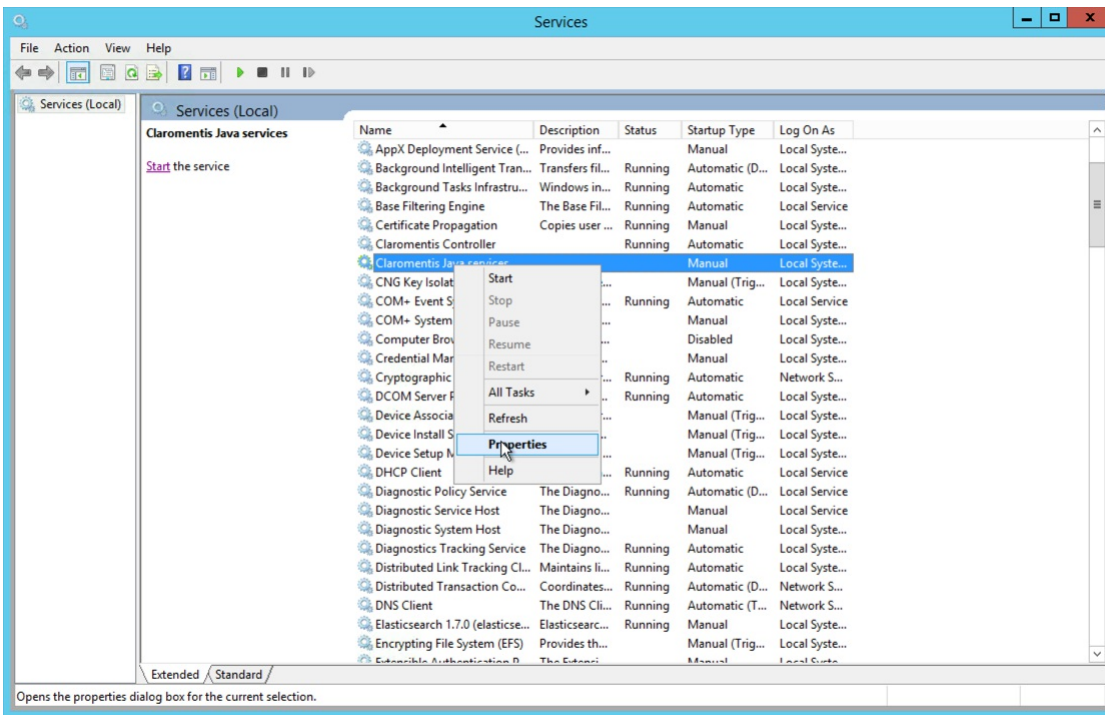 Services
File Action View Help
Services (Local)
Services (Local)
Claromentis Java services
Start the service
Name Description Status Startup Type Log On As
AppX Deployment Service (... Provides inf... Manual Local Syste...
Background Intelligent Tran... Transfers fil... Running Automatic (D... Local Syste...
Background Tasks Infrastru... Windows in... Running Automatic Local Syste...
Base Filtering Engine The Base Fil... Running Automatic Local Service
Certificate Propagation Copies user ... Running Manual Local Syste...
Claromentis Controller Running Automatic Local Syste...
Claromentis Java services Manual Local Syste...
CNG Key Isolat ... Manual (Trig... Local Syste...
COM+ Event S ... Running Automatic Local Service
COM+ System ... Manual Local Syste...
Computer Brow ... Disabled Local Syste...
Credential Mar ... Manual Local Syste...
Cryptographic ... Running Automatic Network S...
DCOM Server P ... Running Automatic Local Syste...
Device Associa ... Manual (Trig... Local Syste...
Device Install S ... Manual (Trig... Local Syste...
Device Setup M ... Manual (Trig... Local Syste...
DHCP Client ... Running Automatic Local Service
Diagnostic Policy Service The Diagno... Running Automatic (D... Local Service
Diagnostic Service Host The Diagno... Manual Local Service
Diagnostic System Host The Diagno... Manual Local Syste...
Diagnostics Tracking Service The Diagno... Running Automatic Local Syste...
Distributed Link Tracking Cl... Maintains li... Running Automatic Local Syste...
Distributed Transaction Co... Coordinates... Running Automatic (D... Network S...
DNS Client The DNS Cli... Running Automatic (T... Network S...
Elasticsearch 1.7.0 (elasticse... Elasticsearc... Running Manual Local Syste...
Encrypting File System (EFS) Provides th... Manual (Trig... Local Syste...
Extensible Authentication P... The Extensi... Manual Local Syste...
Start
Stop
Pause
Resume
Restart
All Tasks
Refresh
Properties
Help
Extended Standard
Opens the properties dialog box for the current selection.